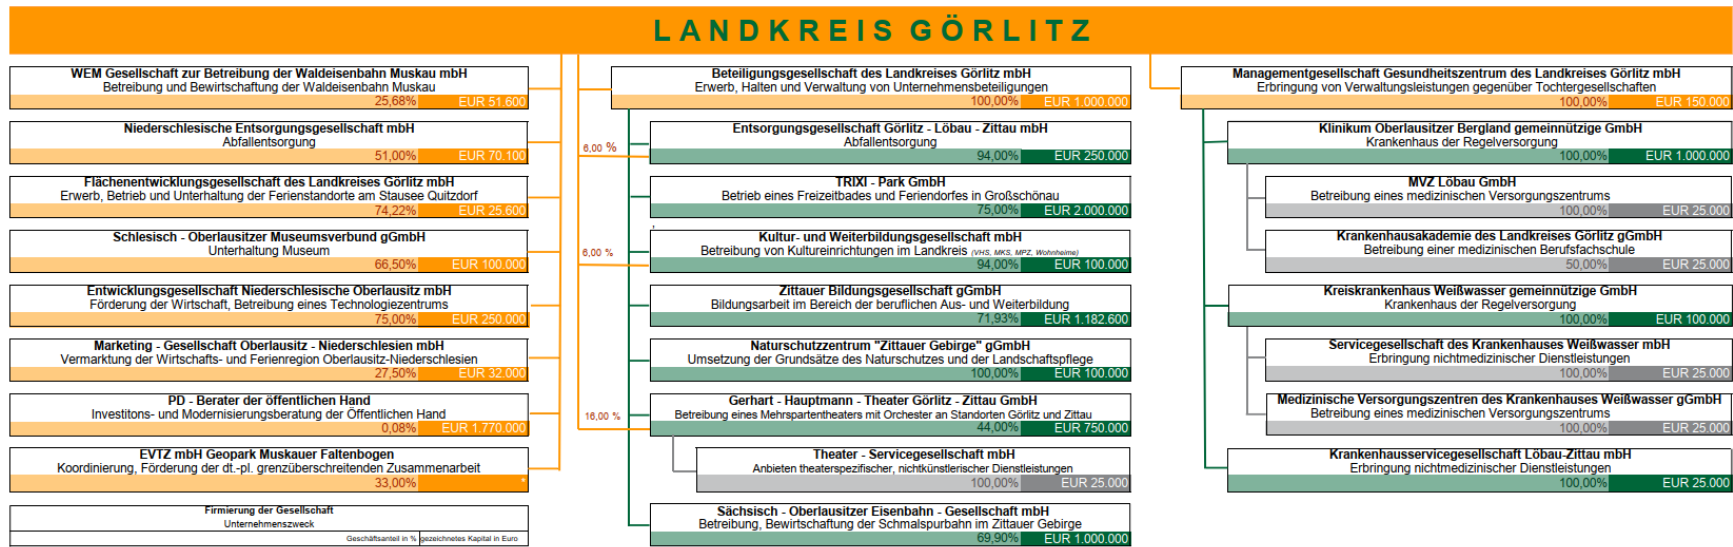 LANDKREIS GÖRLITZ
WEM Gesellschaft zur Betreibung der Waldeisenbahn Muskau mbH
Betreibung und Bewirtschaftung der Waldeisenbahn Muskau
25,68% EUR 51.600
Niederschlesische Entsorgungsgesellschaft mbH
Abfallentsorgung
51,00% EUR 70.100
Flächenentwicklungsgesellschaft des Landkreises Görlitz mbH
Erwerb, Betrieb und Unterhaltung der Ferienstandorte am Stausee Quitzdorf
74,22% EUR 25.600
Schlesisch - Oberlausitzer Museumsverbund gGmbH
Unterhaltung Museum
66,50% EUR 100.000
Entwicklungsgesellschaft Niederschlesische Oberlausitz mbH
Förderung der Wirtschaft, Betreibung eines Technologiezentrums
75,00% EUR 250.000
Marketing - Gesellschaft Oberlausitz - Niederschlesien mbH
Vermarktung der Wirtschafts- und Ferienregion Oberlausitz-Niederschlesien
27,50% EUR 32.000
PD - Berater der öffentlichen Hand
Investitons- und Modernisierungsberatung der Öffentlichen Hand
0,08% EUR 1.770.000
EVTZ mbH Geopark Muskauer Faltenbogen
Koordinierung, Förderung der dt.-pl. grenzüberschreitenden Zusammenarbeit
33,00% *
Firmierung der Gesellschaft
Unternehmenszweck
Geschäftsanteil in % gezeichnetes Kapital in Euro
Beteiligungsgesellschaft des Landkreises Görlitz mbH
Erwerb, Halten und Verwaltung von Unternehmensbeteiligungen
100,00% EUR 1.000.000
6,00 %
Entsorgungsgesellschaft Görlitz - Löbau - Zittau mbH
Abfallentsorgung
94,00% EUR 250.000
TRIXI - Park GmbH
Betrieb eines Freizeitbades und Feriendorfes in Großschönau
75,00% EUR 2.000.000
6,00 %
Kultur- und Weiterbildungsgesellschaft mbH
Betreibung von Kultureinrichtungen im Landkreis (VHS, MKS, MPZ, Wohnheime)
94,00% EUR 100.000
Zittauer Bildungsgesellschaft gGmbH
Bildungsarbeit im Bereich der beruflichen Aus- und Weiterbildung
71,93% EUR 1.182.600
Naturschutzzentrum "Zittauer Gebirge" gGmbH
Umsetzung der Grundsätze des Naturschutzes und der Landschaftspflege
100,00% EUR 100.000
16,00 %
Gerhart - Hauptmann - Theater Görlitz - Zittau GmbH
Betreibung eines Mehrspartentheaters mit Orchester an Standorten Görlitz und Zittau
44,00% EUR 750.000
Theater - Servicegesellschaft mbH
Anbieten theaterspezifischer, nichtkünstlerischer Dienstleistungen
100,00% EUR 25.000
Sächsisch - Oberlausitzer Eisenbahn - Gesellschaft mbH
Betreibung, Bewirtschaftung der Schmalspurbahn im Zittauer Gebirge
69,90% EUR 1.000.000
Managementgesellschaft Gesundheitszentrum des Landkreises Görlitz mbH
Erbringung von Verwaltungsleistungen gegenüber Tochtergesellschaften
100,00% EUR 150.000
Klinikum Oberlausitzer Bergland gemeinnützige GmbH
Krankenhaus der Regelversorgung
100,00% EUR 1.000.000
MVZ Löbau GmbH
Betreibung eines medizinischen Versorgungszentrums
100,00% EUR 25.000
Krankenhausakademie des Landkreises Görlitz gGmbH
Betreibung einer medizinischen Berufsfachschule
50,00% EUR 25.000
Kreiskrankenhaus Weißwasser gemeinnützige GmbH
Krankenhaus der Regelversorgung
100,00% EUR 100.000
Servicegesellschaft des Krankenhauses Weißwasser mbH
Erbringung nichtmedizinischer Dienstleistungen
100,00% EUR 25.000
Medizinische Versorgungszentren des Krankenhauses Weißwasser gGmbH
Betreibung eines medizinischen Versorgungszentrums
100,00% EUR 25.000
Krankenhausservicegesellschaft Löbau-Zittau mbH
Erbringung nichtmedizinischer Dienstleistungen
100,00% EUR 25.000